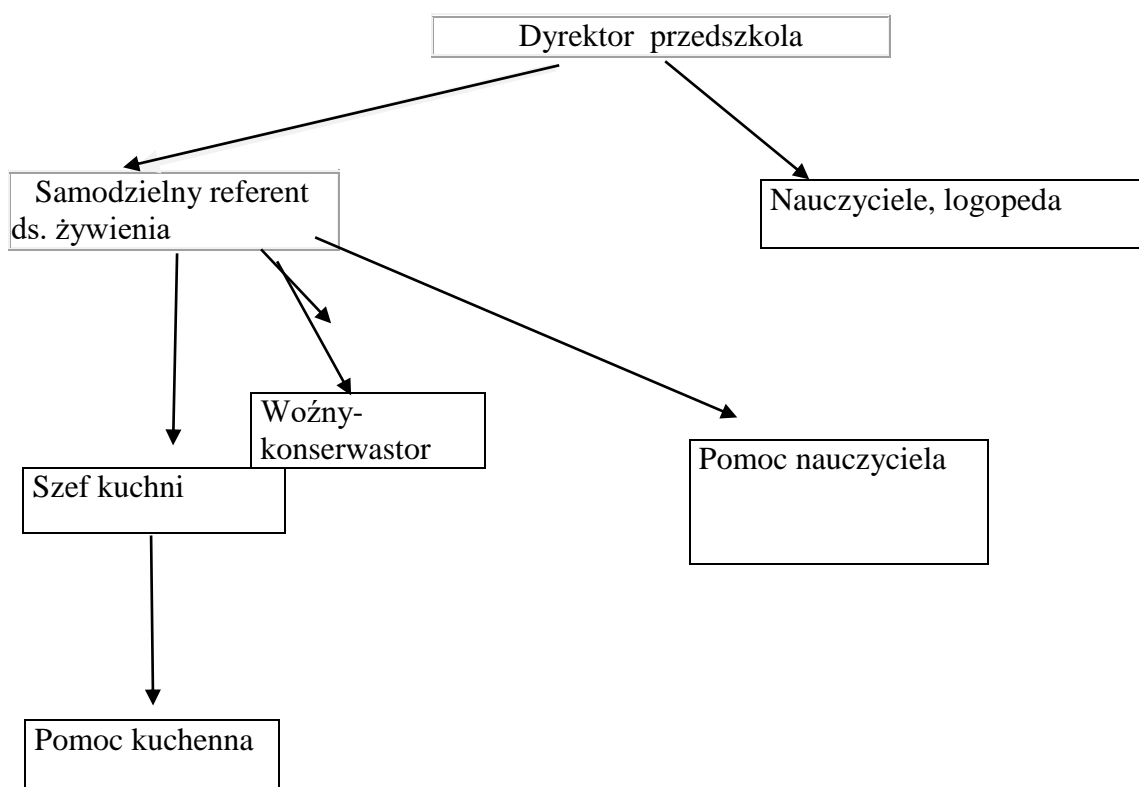 Dyrektor przedszkola
Samodzielny referent
ds. żywienia
Nauczyciele, logopeda
Woźny-
konserwastor
Pomoc nauczyciela
Szef kuchni
Pomoc kuchenna